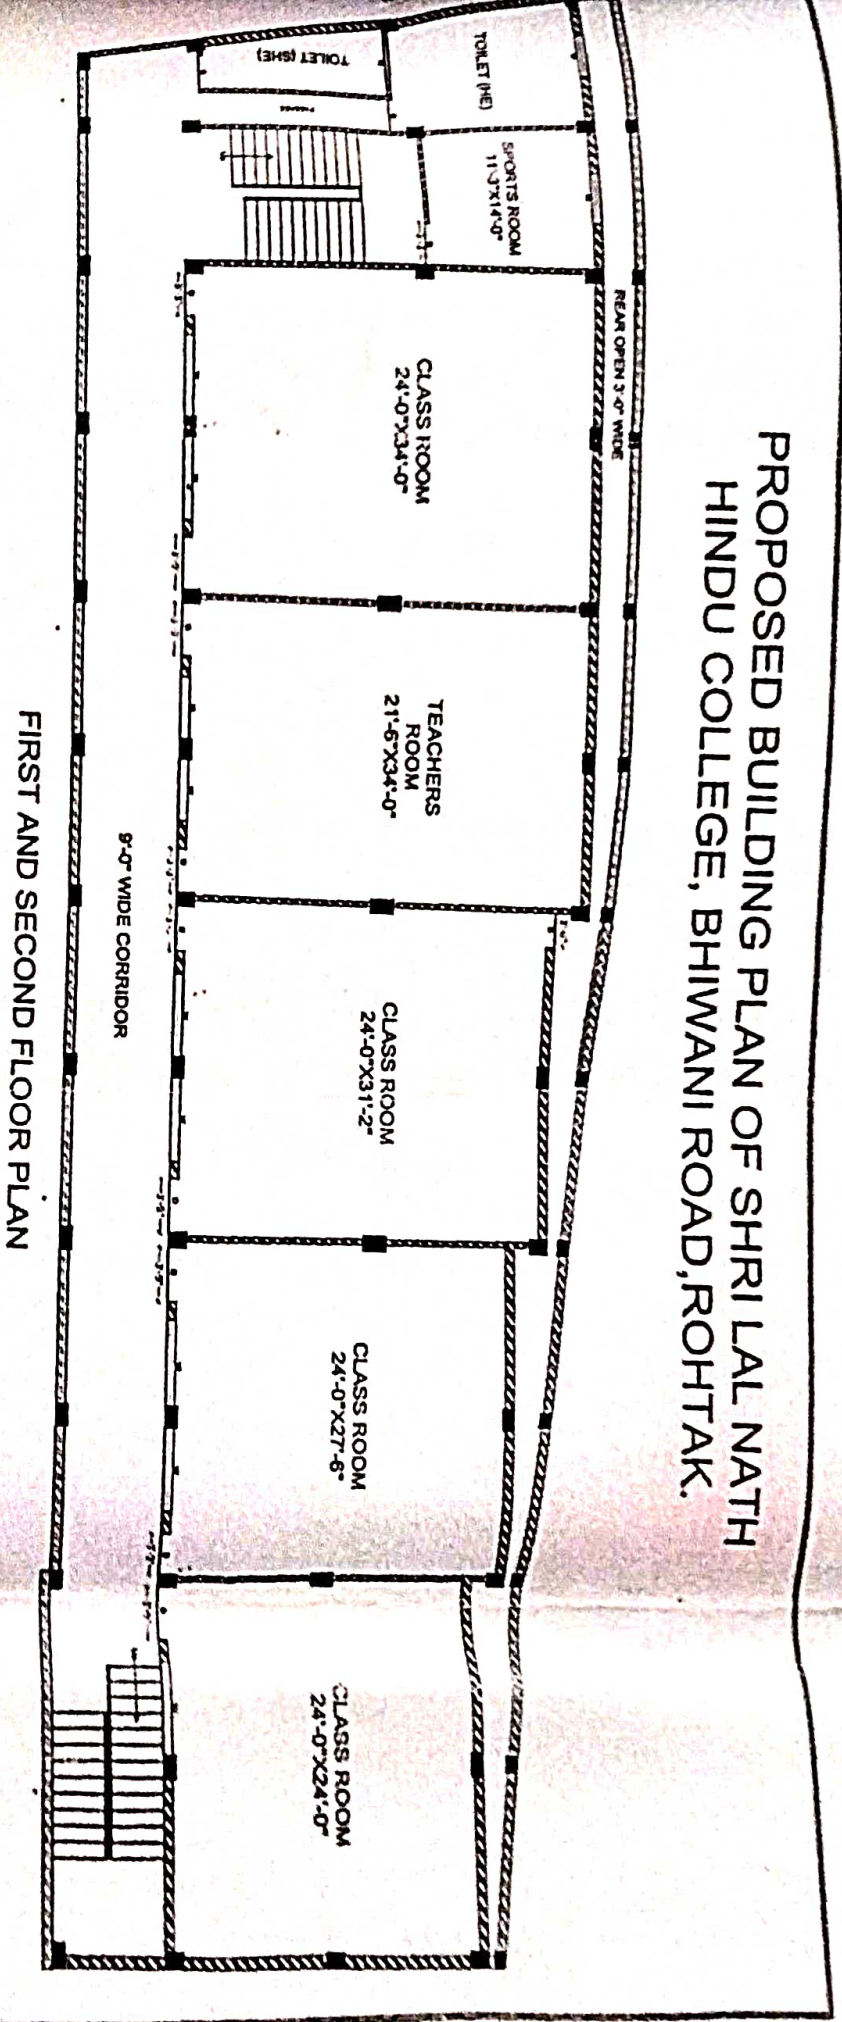 PROPOSED BUILDING PLAN OF SHRI LAL NATH
HINDU COLLEGE, BHIWANI ROAD,ROHTAK.
TOILET (HE)
TOILET (SHE)
SPORTS ROOM
11'-3"X14'-0"
REAR OPEN 3'-0" WIDE
CLASS ROOM
24'-0"X34'-0"
TEACHERS
ROOM
21'-6"X34'-0"
CLASS ROOM
24'-0"X31'-2"
CLASS ROOM
24'-0"X27'-6"
CLASS ROOM
24'-0"X24'-0"
9'-0" WIDE CORRIDOR
FIRST AND SECOND FLOOR PLAN